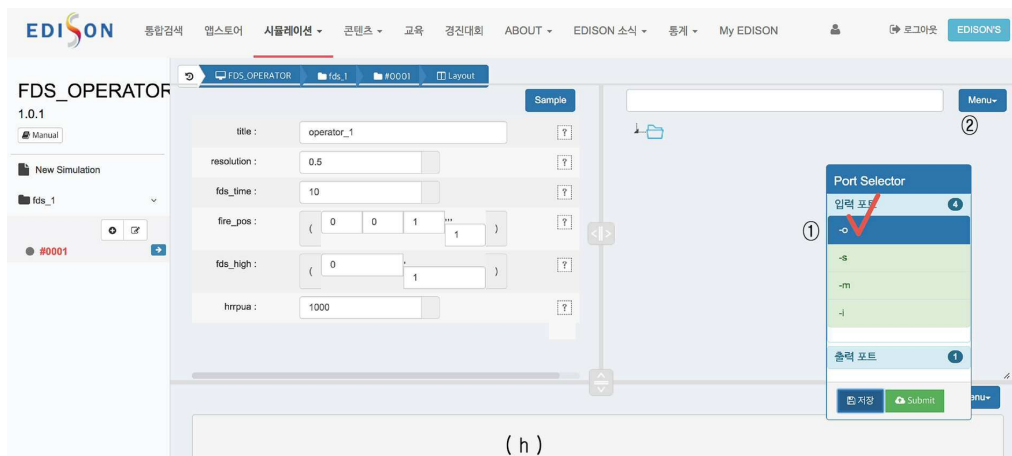 EDISON 통합검색 앱스토어 시뮬레이션 콘텐츠 교육 경진대회 ABOUT EDISON 소식 통계 My EDISON 로그아웃 EDISON'S
FDS_OPERATOR fds_1 #0001 Layout
FDS_OPERATOR
1.0.1
Manual
New Simulation
fds_1
#0001
Sample
title : operator_1 ?
resolution : 0.5 ?
fds_time : 10 ?
fire_pos : ( 0 0 1 1 ) ?
fds_high : ( 0 , 1 ) ?
hrrpua : 1000 ?
Menu
②
Port Selector
입력 포트 4
① -o
-s
-m
-i
출력 포트 1
저장 Submit
enu
( h )